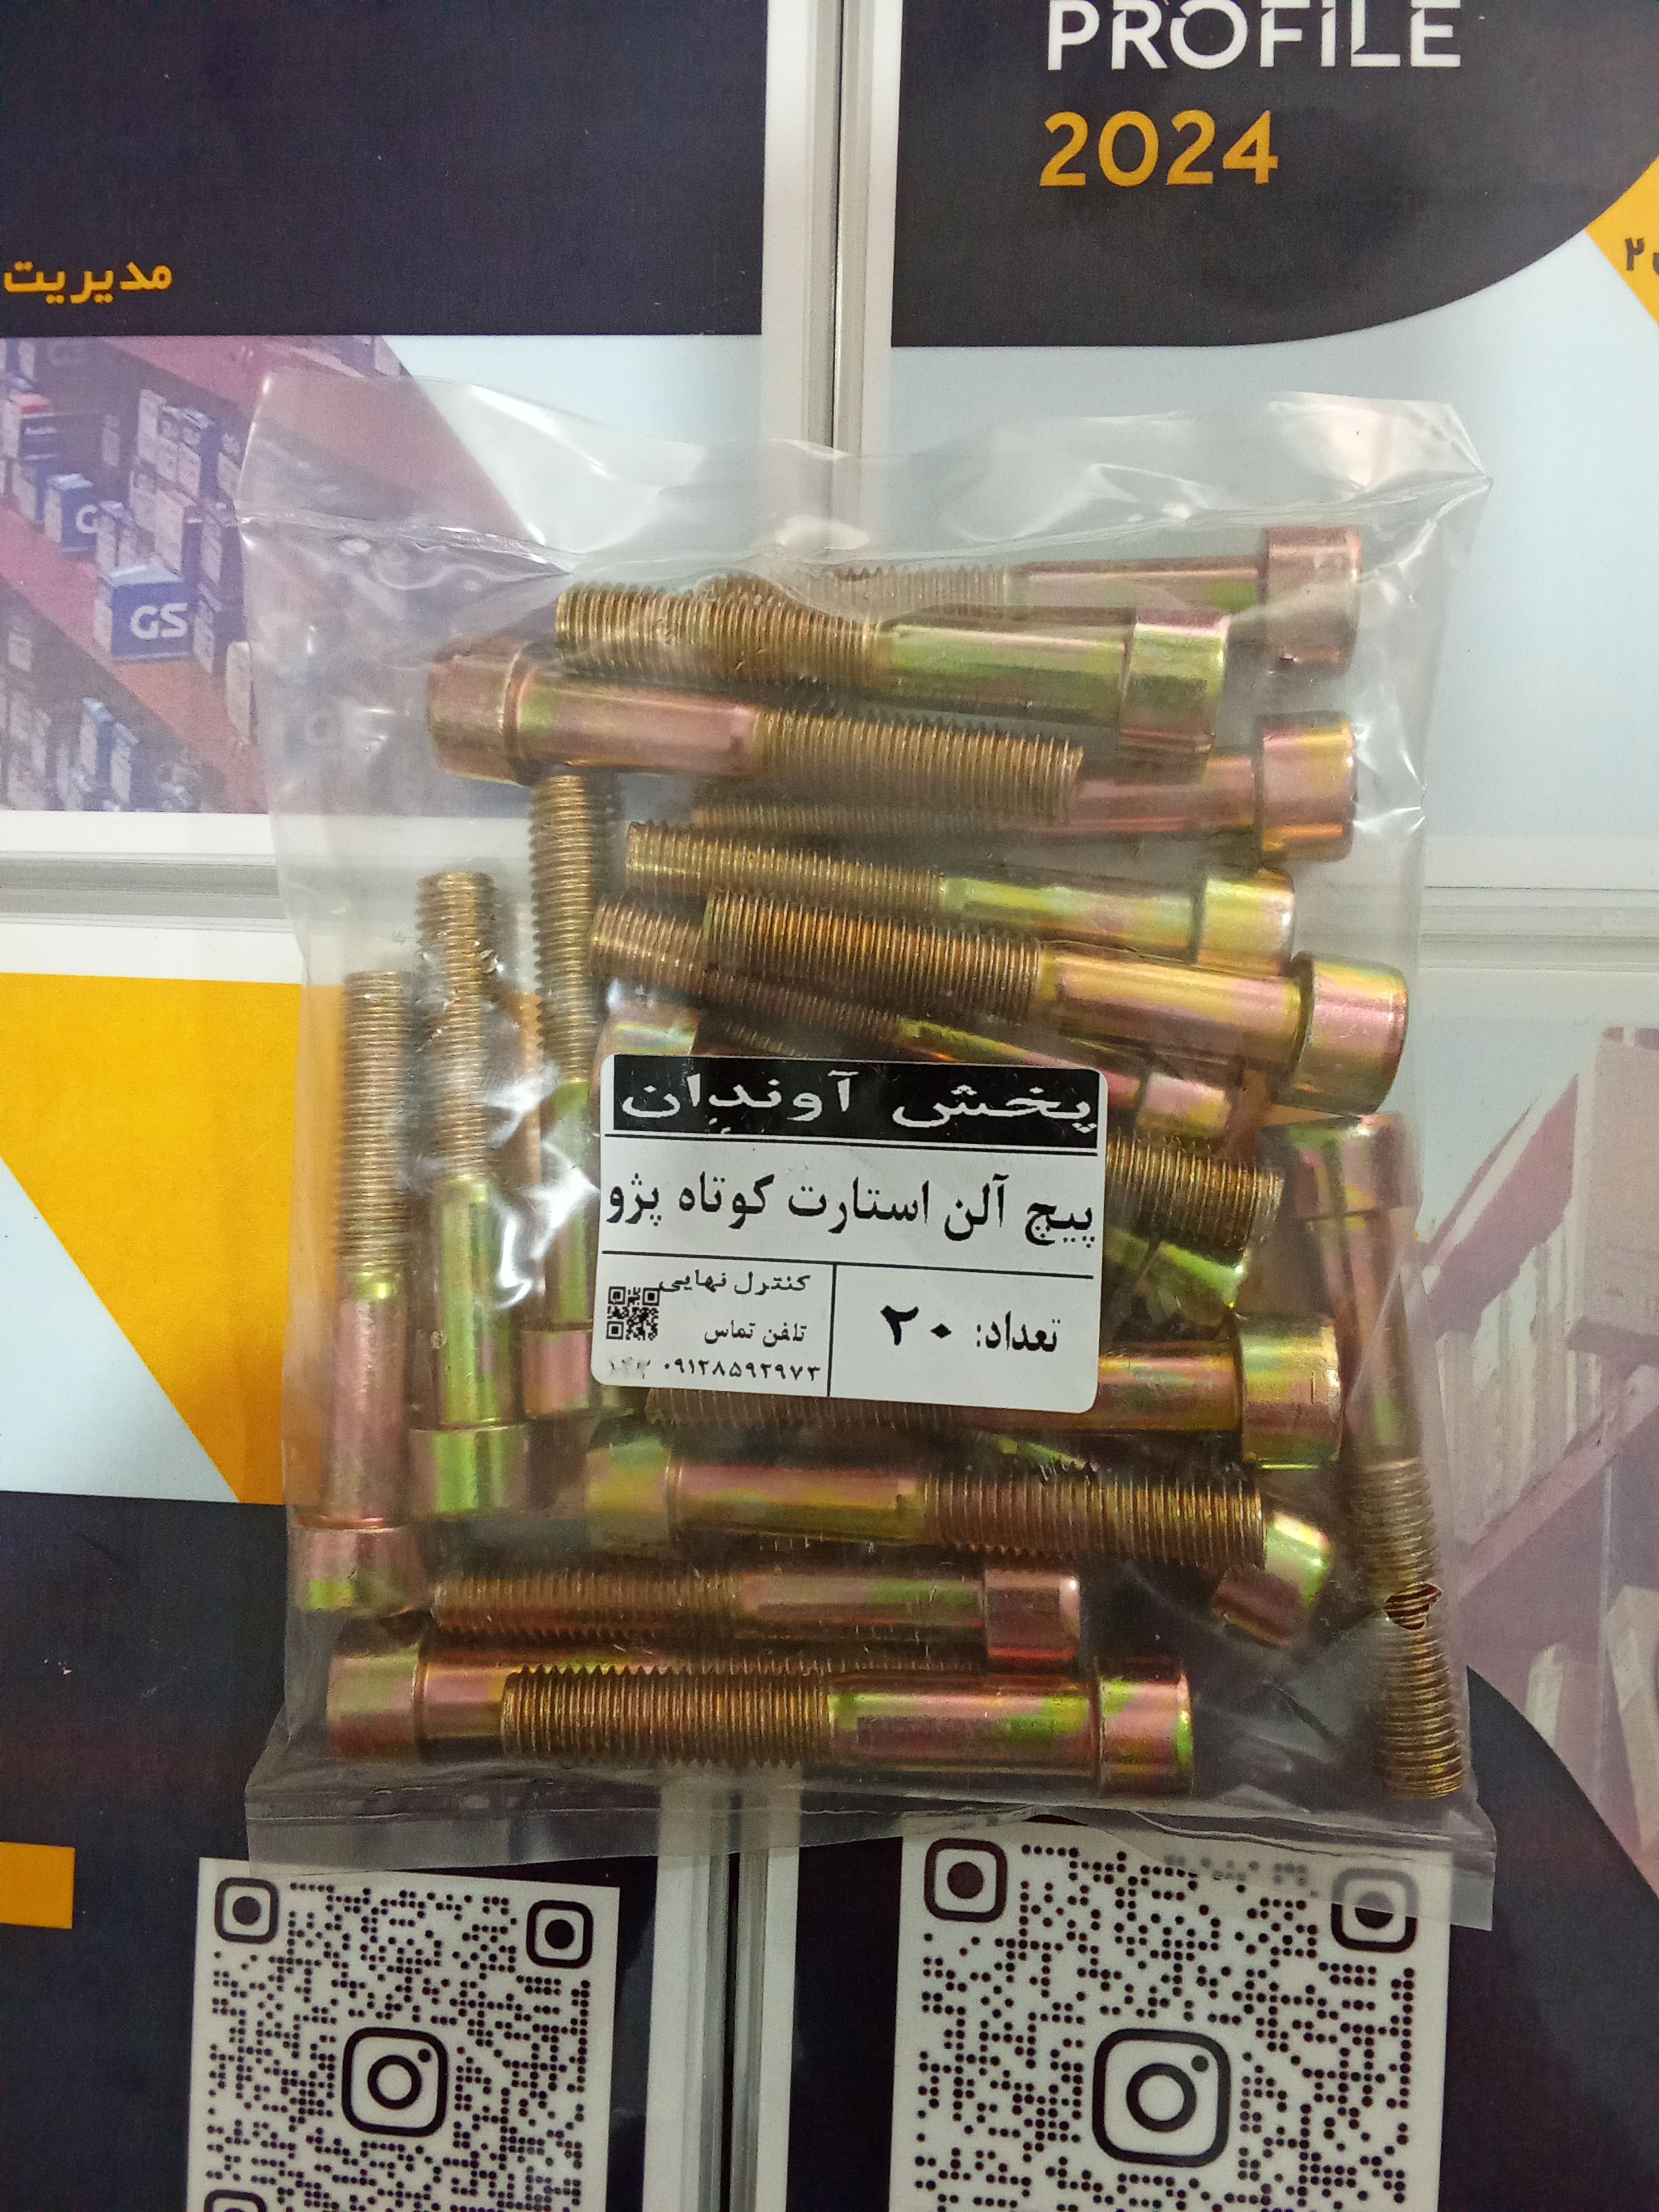 PROFILE
2024
مدیریت
GS
پخش آوندان
پیچ آلن استارت کوتاه پژو
تعداد: ۲۰
کنترل نهایی
تلفن تماس
۰۹۱۲۸۵۹۲۹۷۳